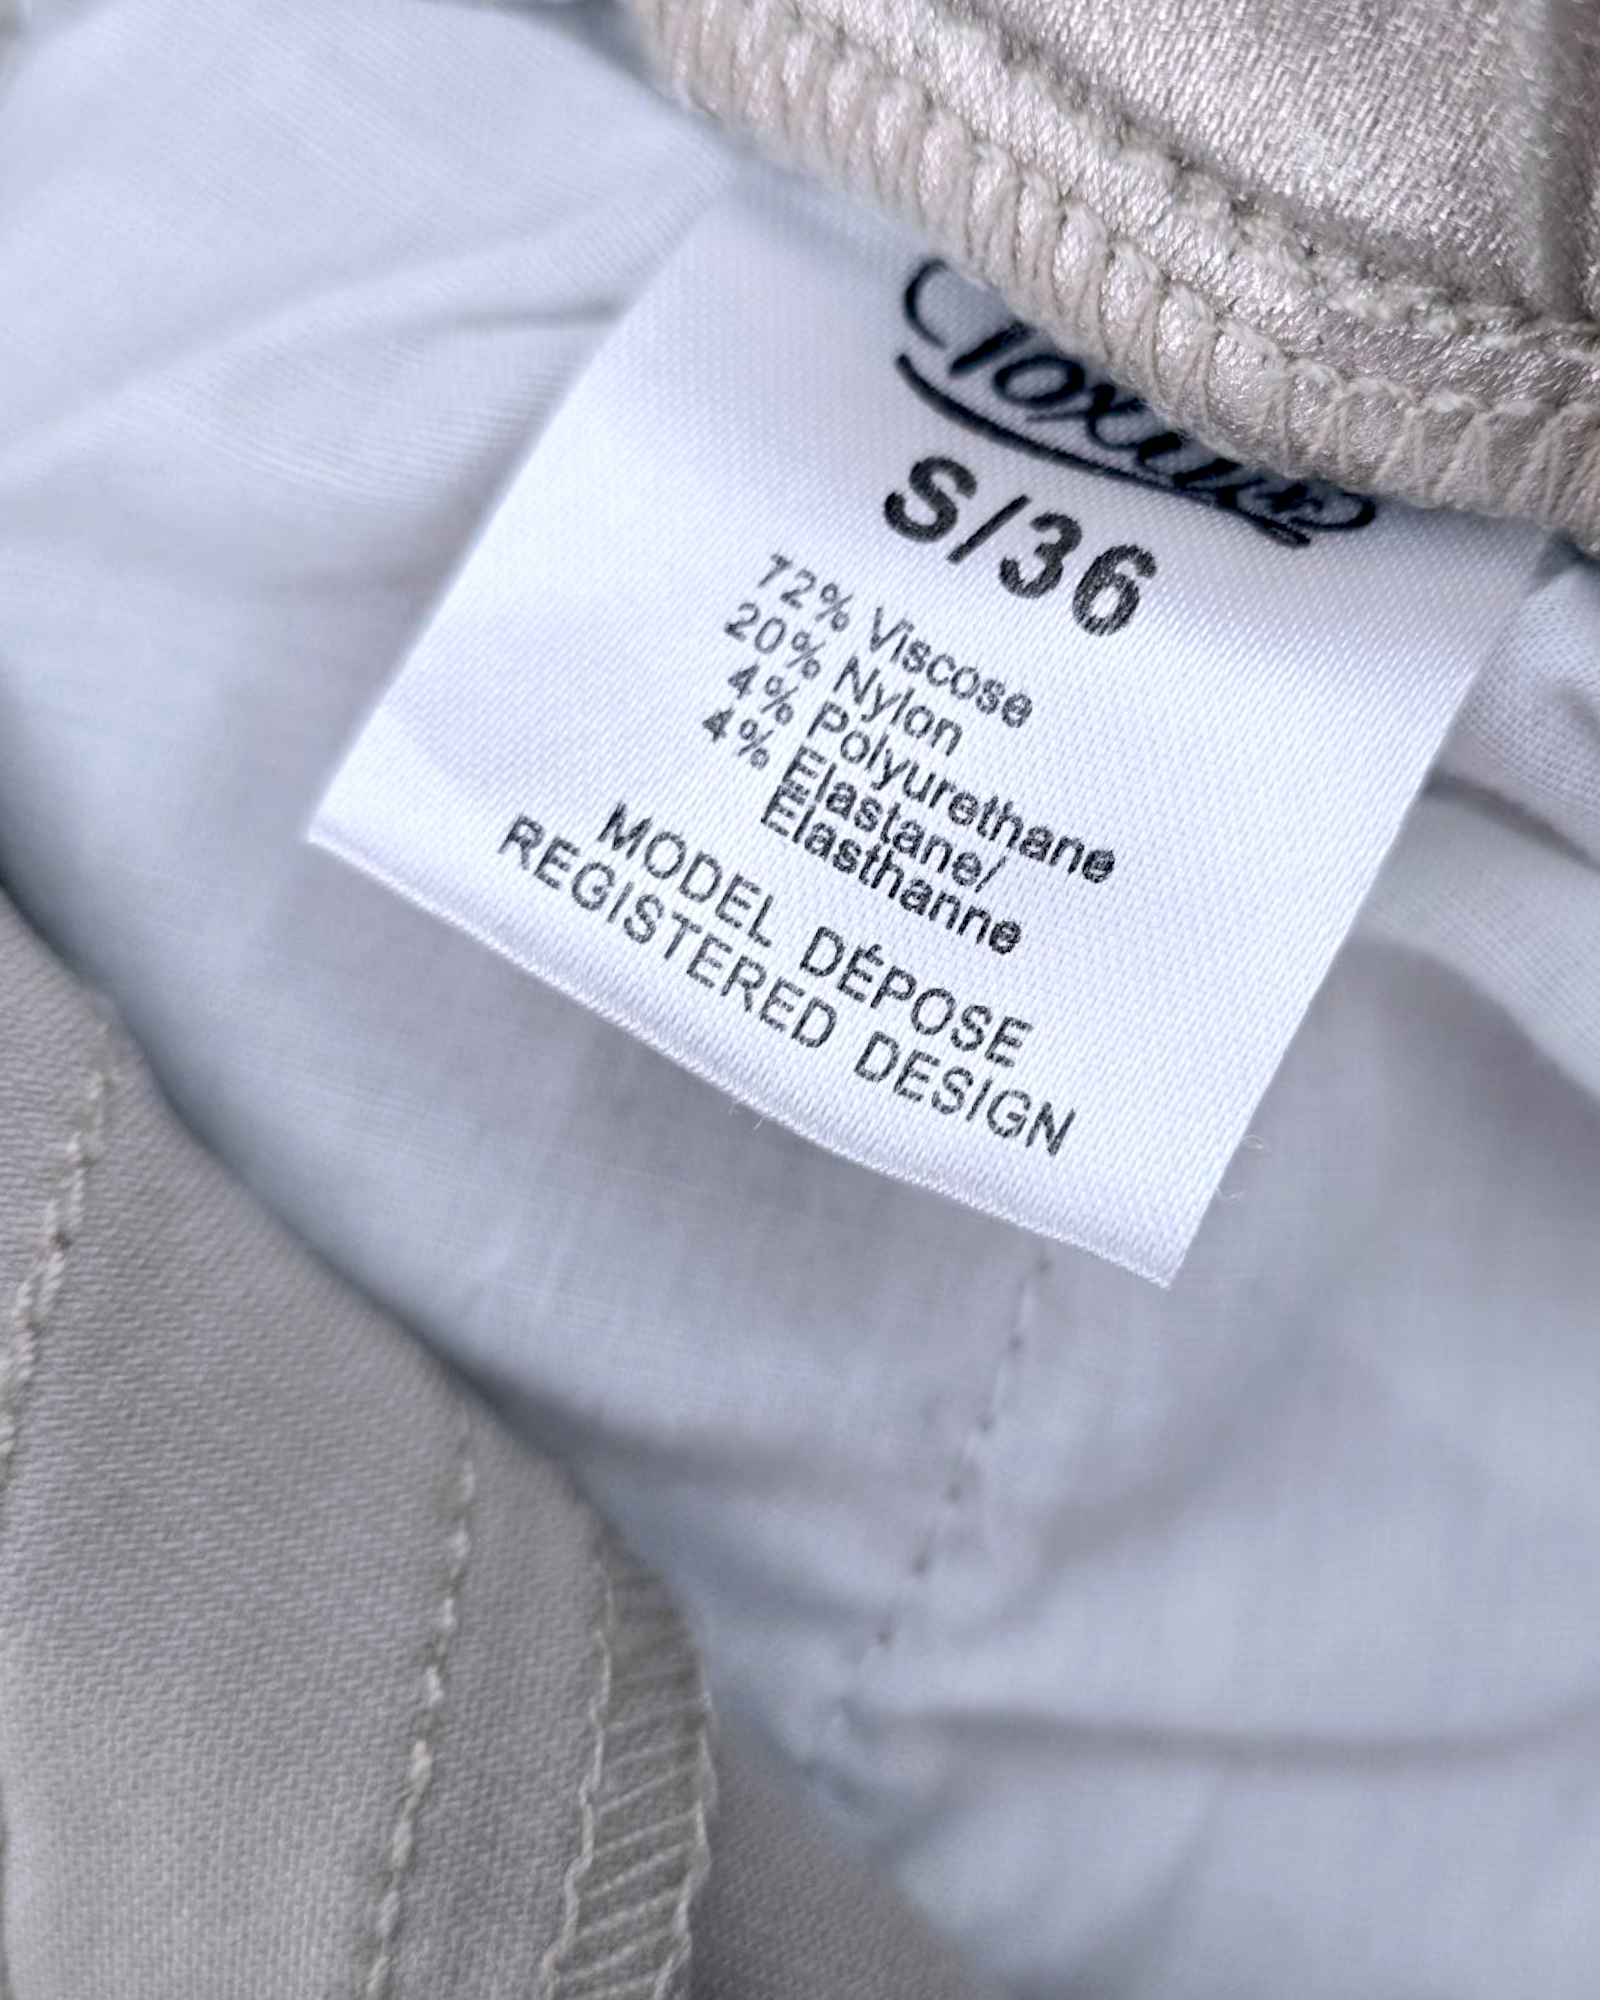 S/36
72% Viscose
20% Nylon
4% Polyurethane
4% Elastane/
Elasthanne
MODEL DÉPOSE
REGISTERED DESIGN